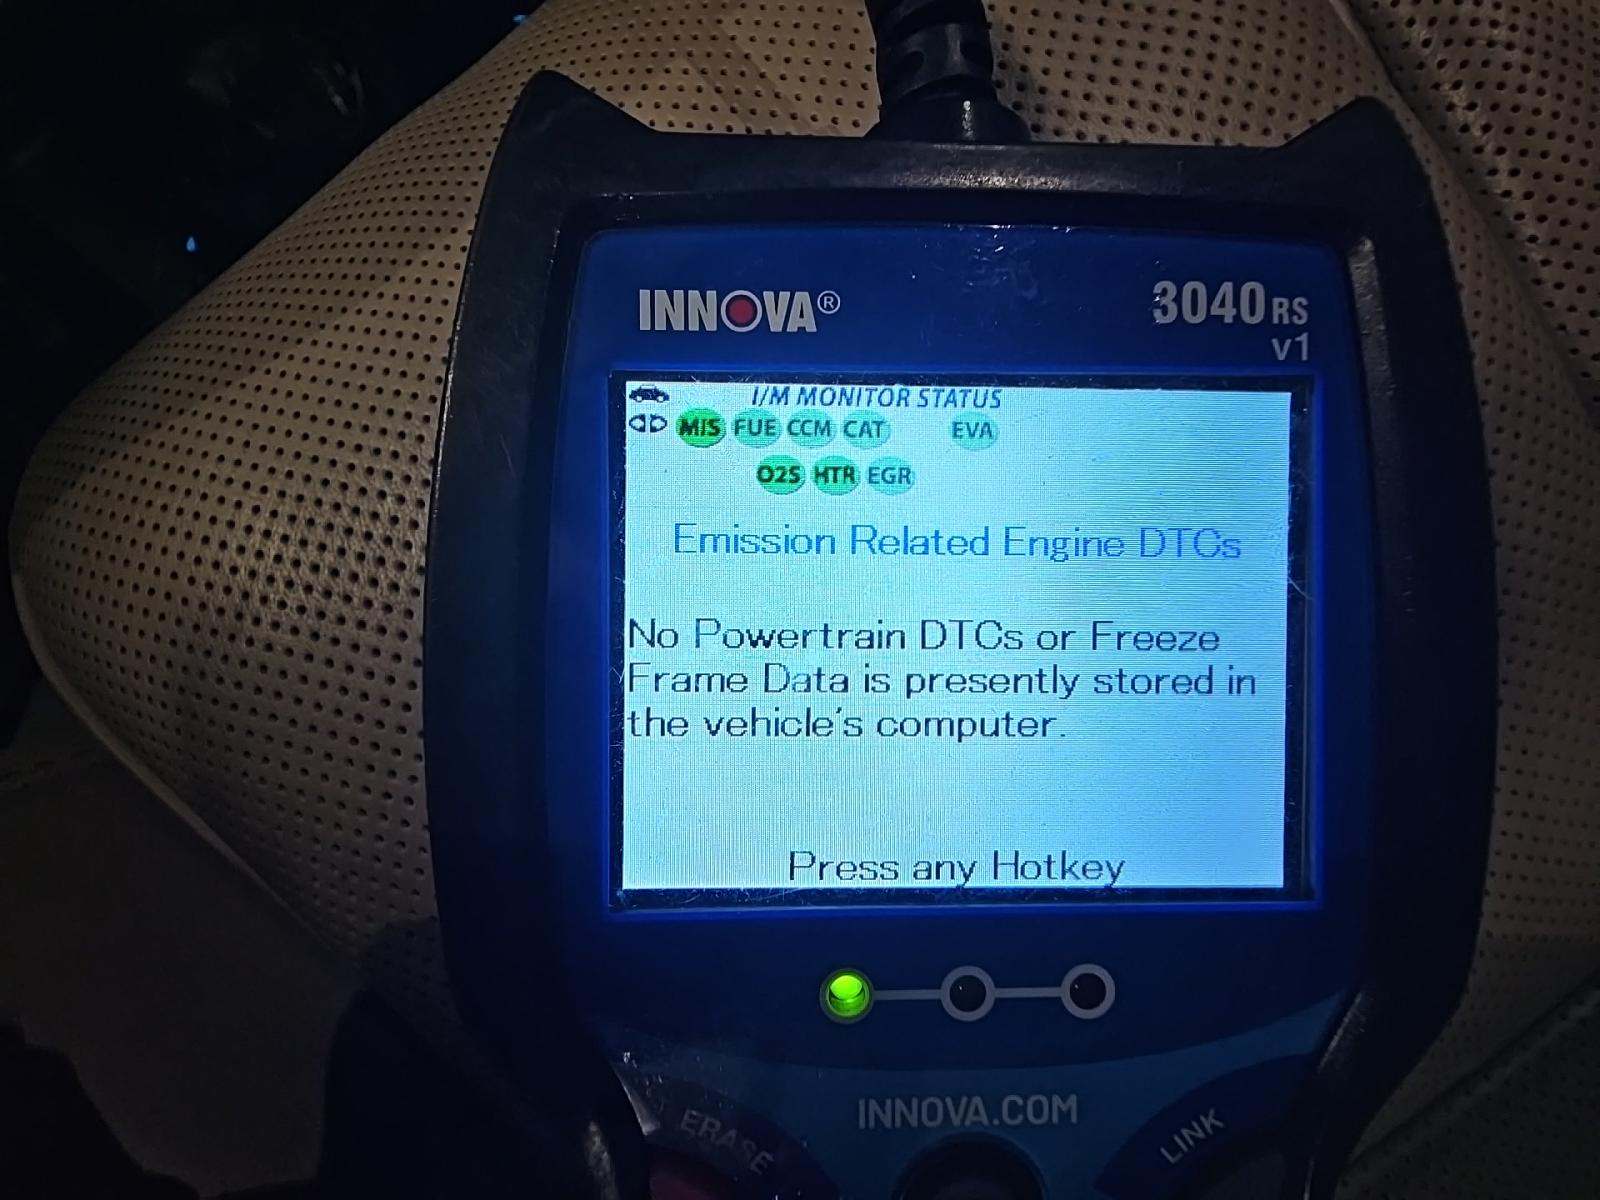 INNOVA®
3040RS
v1
I/M MONITOR STATUS
MIS FUE CCM CAT EVA
O2S HTR EGR
Emission Related Engine DTCs
No Powertrain DTCs or Freeze
Frame Data is presently stored in
the vehicle's computer.
Press any Hotkey
INNOVA.COM
ERASE
LINK